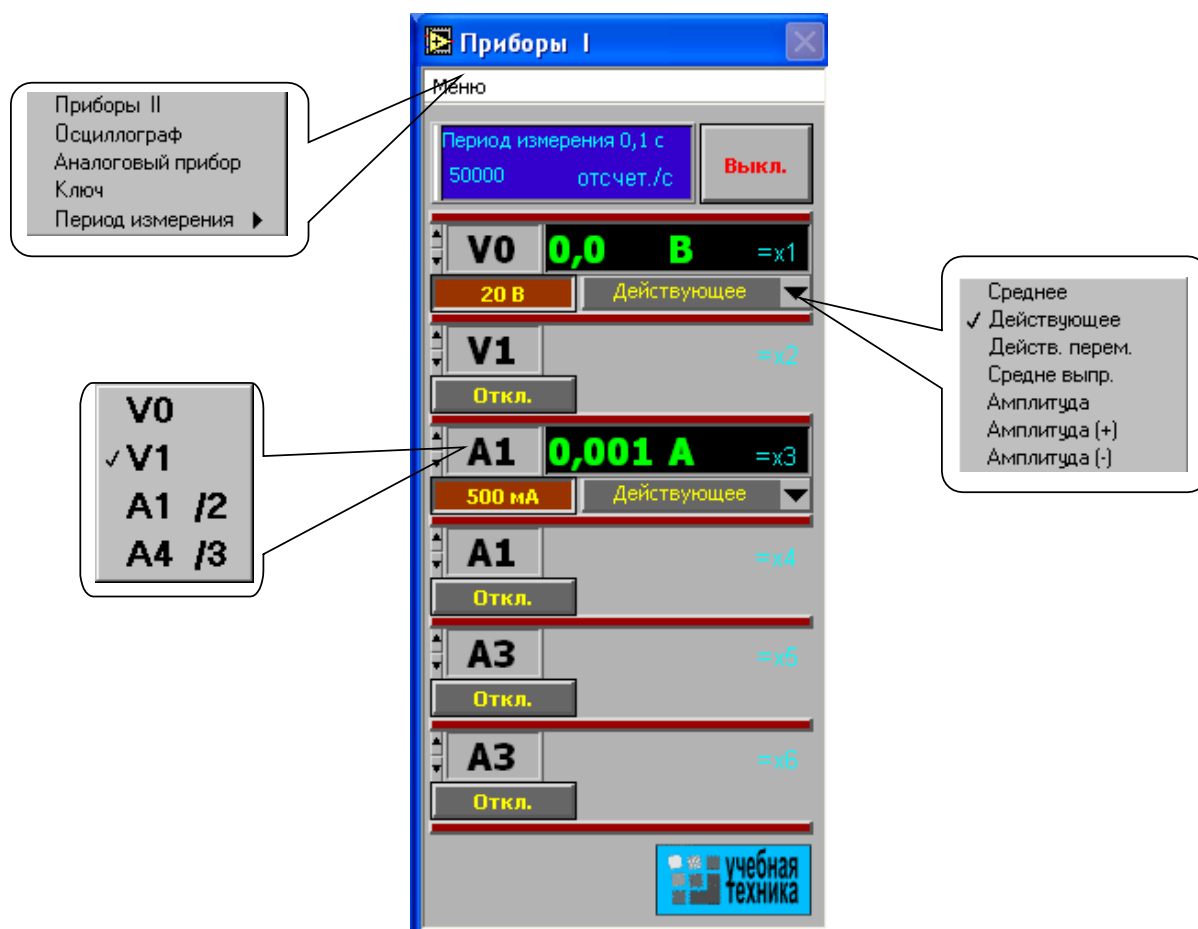 Приборы I
Меню
Приборы II
Осциллограф
Аналоговый прибор
Ключ
Период измерения
Период измерения 0,1 с
50000 отсчет./с
Выкл.
V0 0,0 В =x1
20 В Действующее
V1 =x2
Откл.
A1 0,001 А =x3
500 мА Действующее
A1 =x4
Откл.
A3 =x5
Откл.
A3 =x6
Откл.
учебная
техника
V0
V1
A1 /2
A4 /3
Среднее
Действующее
Действ. перем.
Средне выпр.
Амплитуда
Амплитуда (+)
Амплитуда (-)